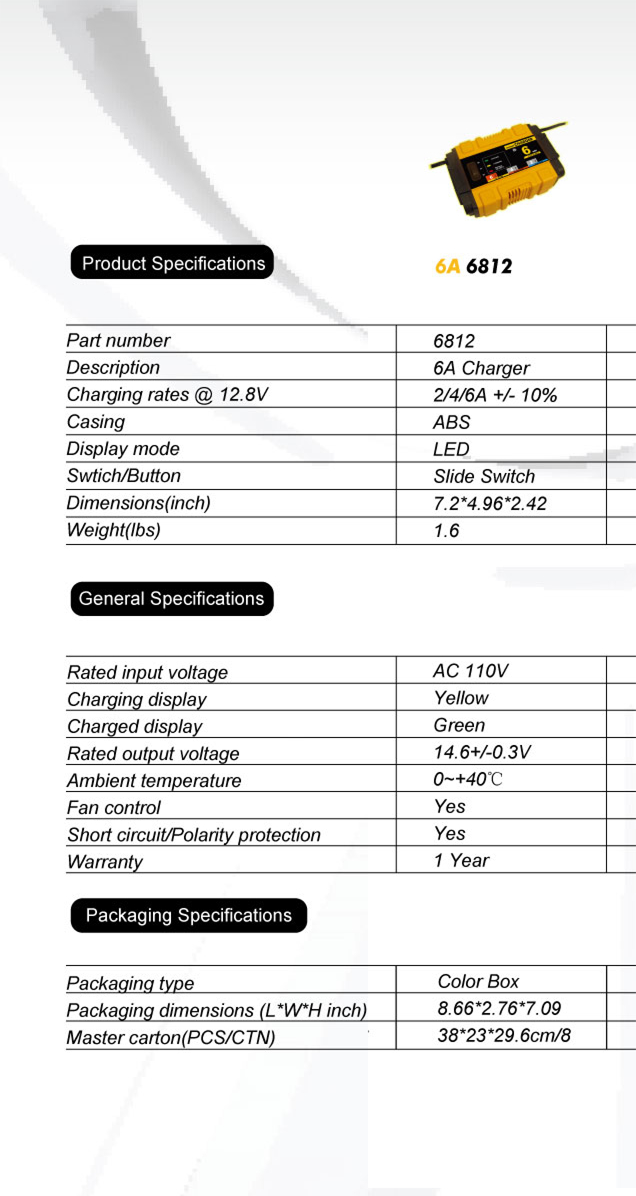 6
Product Specifications
6A 6812
Part number 6812
Description 6A Charger
Charging rates @ 12.8V 2/4/6A +/- 10%
Casing ABS
Display mode LED
Swtich/Button Slide Switch
Dimensions(inch) 7.2*4.96*2.42
Weight(lbs) 1.6
General Specifications
Rated input voltage AC 110V
Charging display Yellow
Charged display Green
Rated output voltage 14.6+/-0.3V
Ambient temperature 0~+40℃
Fan control Yes
Short circuit/Polarity protection Yes
Warranty 1 Year
Packaging Specifications
Packaging type Color Box
Packaging dimensions (L*W*H inch) 8.66*2.76*7.09
Master carton(PCS/CTN) 38*23*29.6cm/8